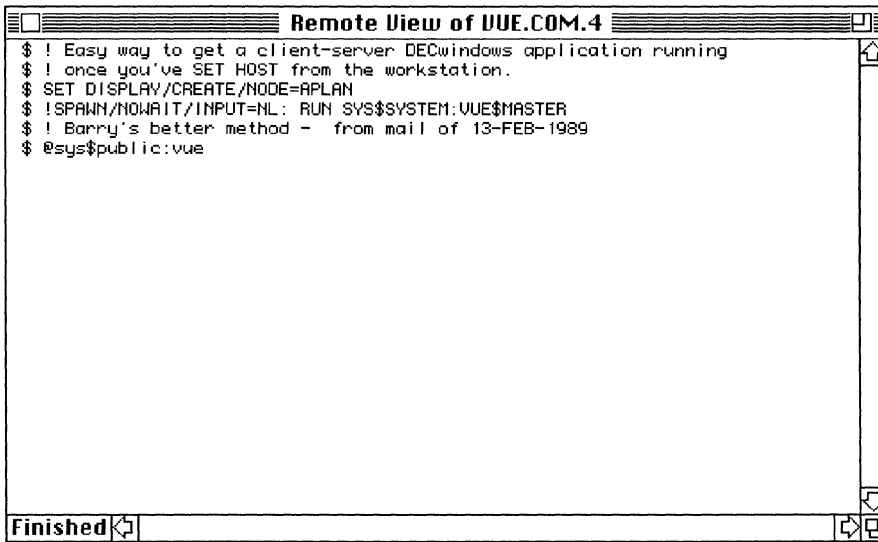 Remote View of VUE.COM.4
$ ! Easy way to get a client-server DECwindows application running
$ ! once you've SET HOST from the workstation.
$ SET DISPLAY/CREATE/NODE=APLAN
$ !SPAWN/NOWAIT/INPUT=NL: RUN SYS$SYSTEM:VUE$MASTER
$ ! Barry's better method - from mail of 13-FEB-1989
$ @sys$public:vue
Finished